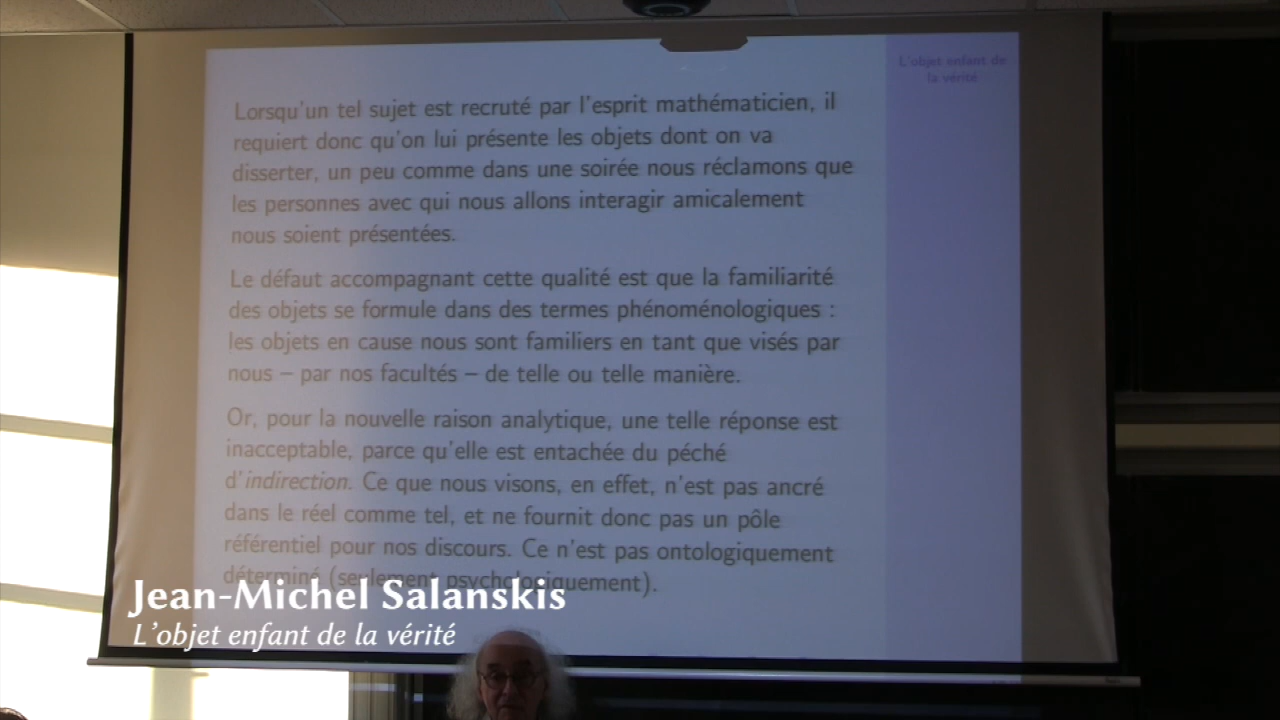 L'objet enfant de
la vérité
Lorsqu'un tel sujet est recruté par l'esprit mathématicien, il
requiert donc qu'on lui présente les objets dont on va
disserter, un peu comme dans une soirée nous réclamons que
les personnes avec qui nous allons interagir amicalement
nous soient présentées.
Le défaut accompagnant cette qualité est que la familiarité
des objets se formule dans des termes phénoménologiques :
les objets en cause nous sont familiers en tant que visés par
nous – par nos facultés – de telle ou telle manière.
Or, pour la nouvelle raison analytique, une telle réponse est
inacceptable, parce qu'elle est entachée du péché
d'indirection. Ce que nous visons, en effet, n'est pas ancré
dans le réel comme tel, et ne fournit donc pas un pôle
référentiel pour nos discours. Ce n'est pas ontologiquement
déterminé (seulement psychologiquement).
Jean-Michel Salanskis
L'objet enfant de la vérité